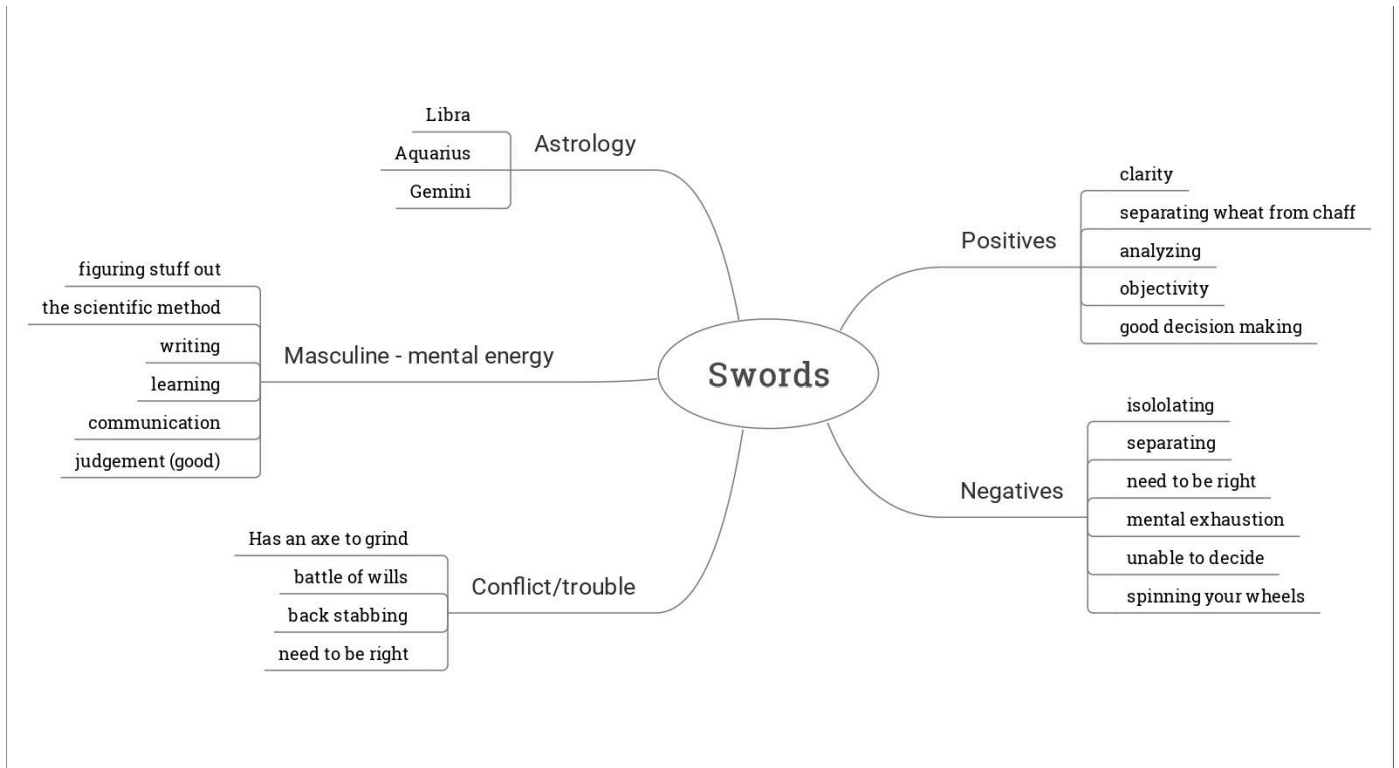 Swords
Astrology
Libra
Aquarius
Gemini
Masculine - mental energy
figuring stuff out
the scientific method
writing
learning
communication
judgement (good)
Conflict/trouble
Has an axe to grind
battle of wills
back stabbing
need to be right
Positives
clarity
separating wheat from chaff
analyzing
objectivity
good decision making
Negatives
isololating
separating
need to be right
mental exhaustion
unable to decide
spinning your wheels